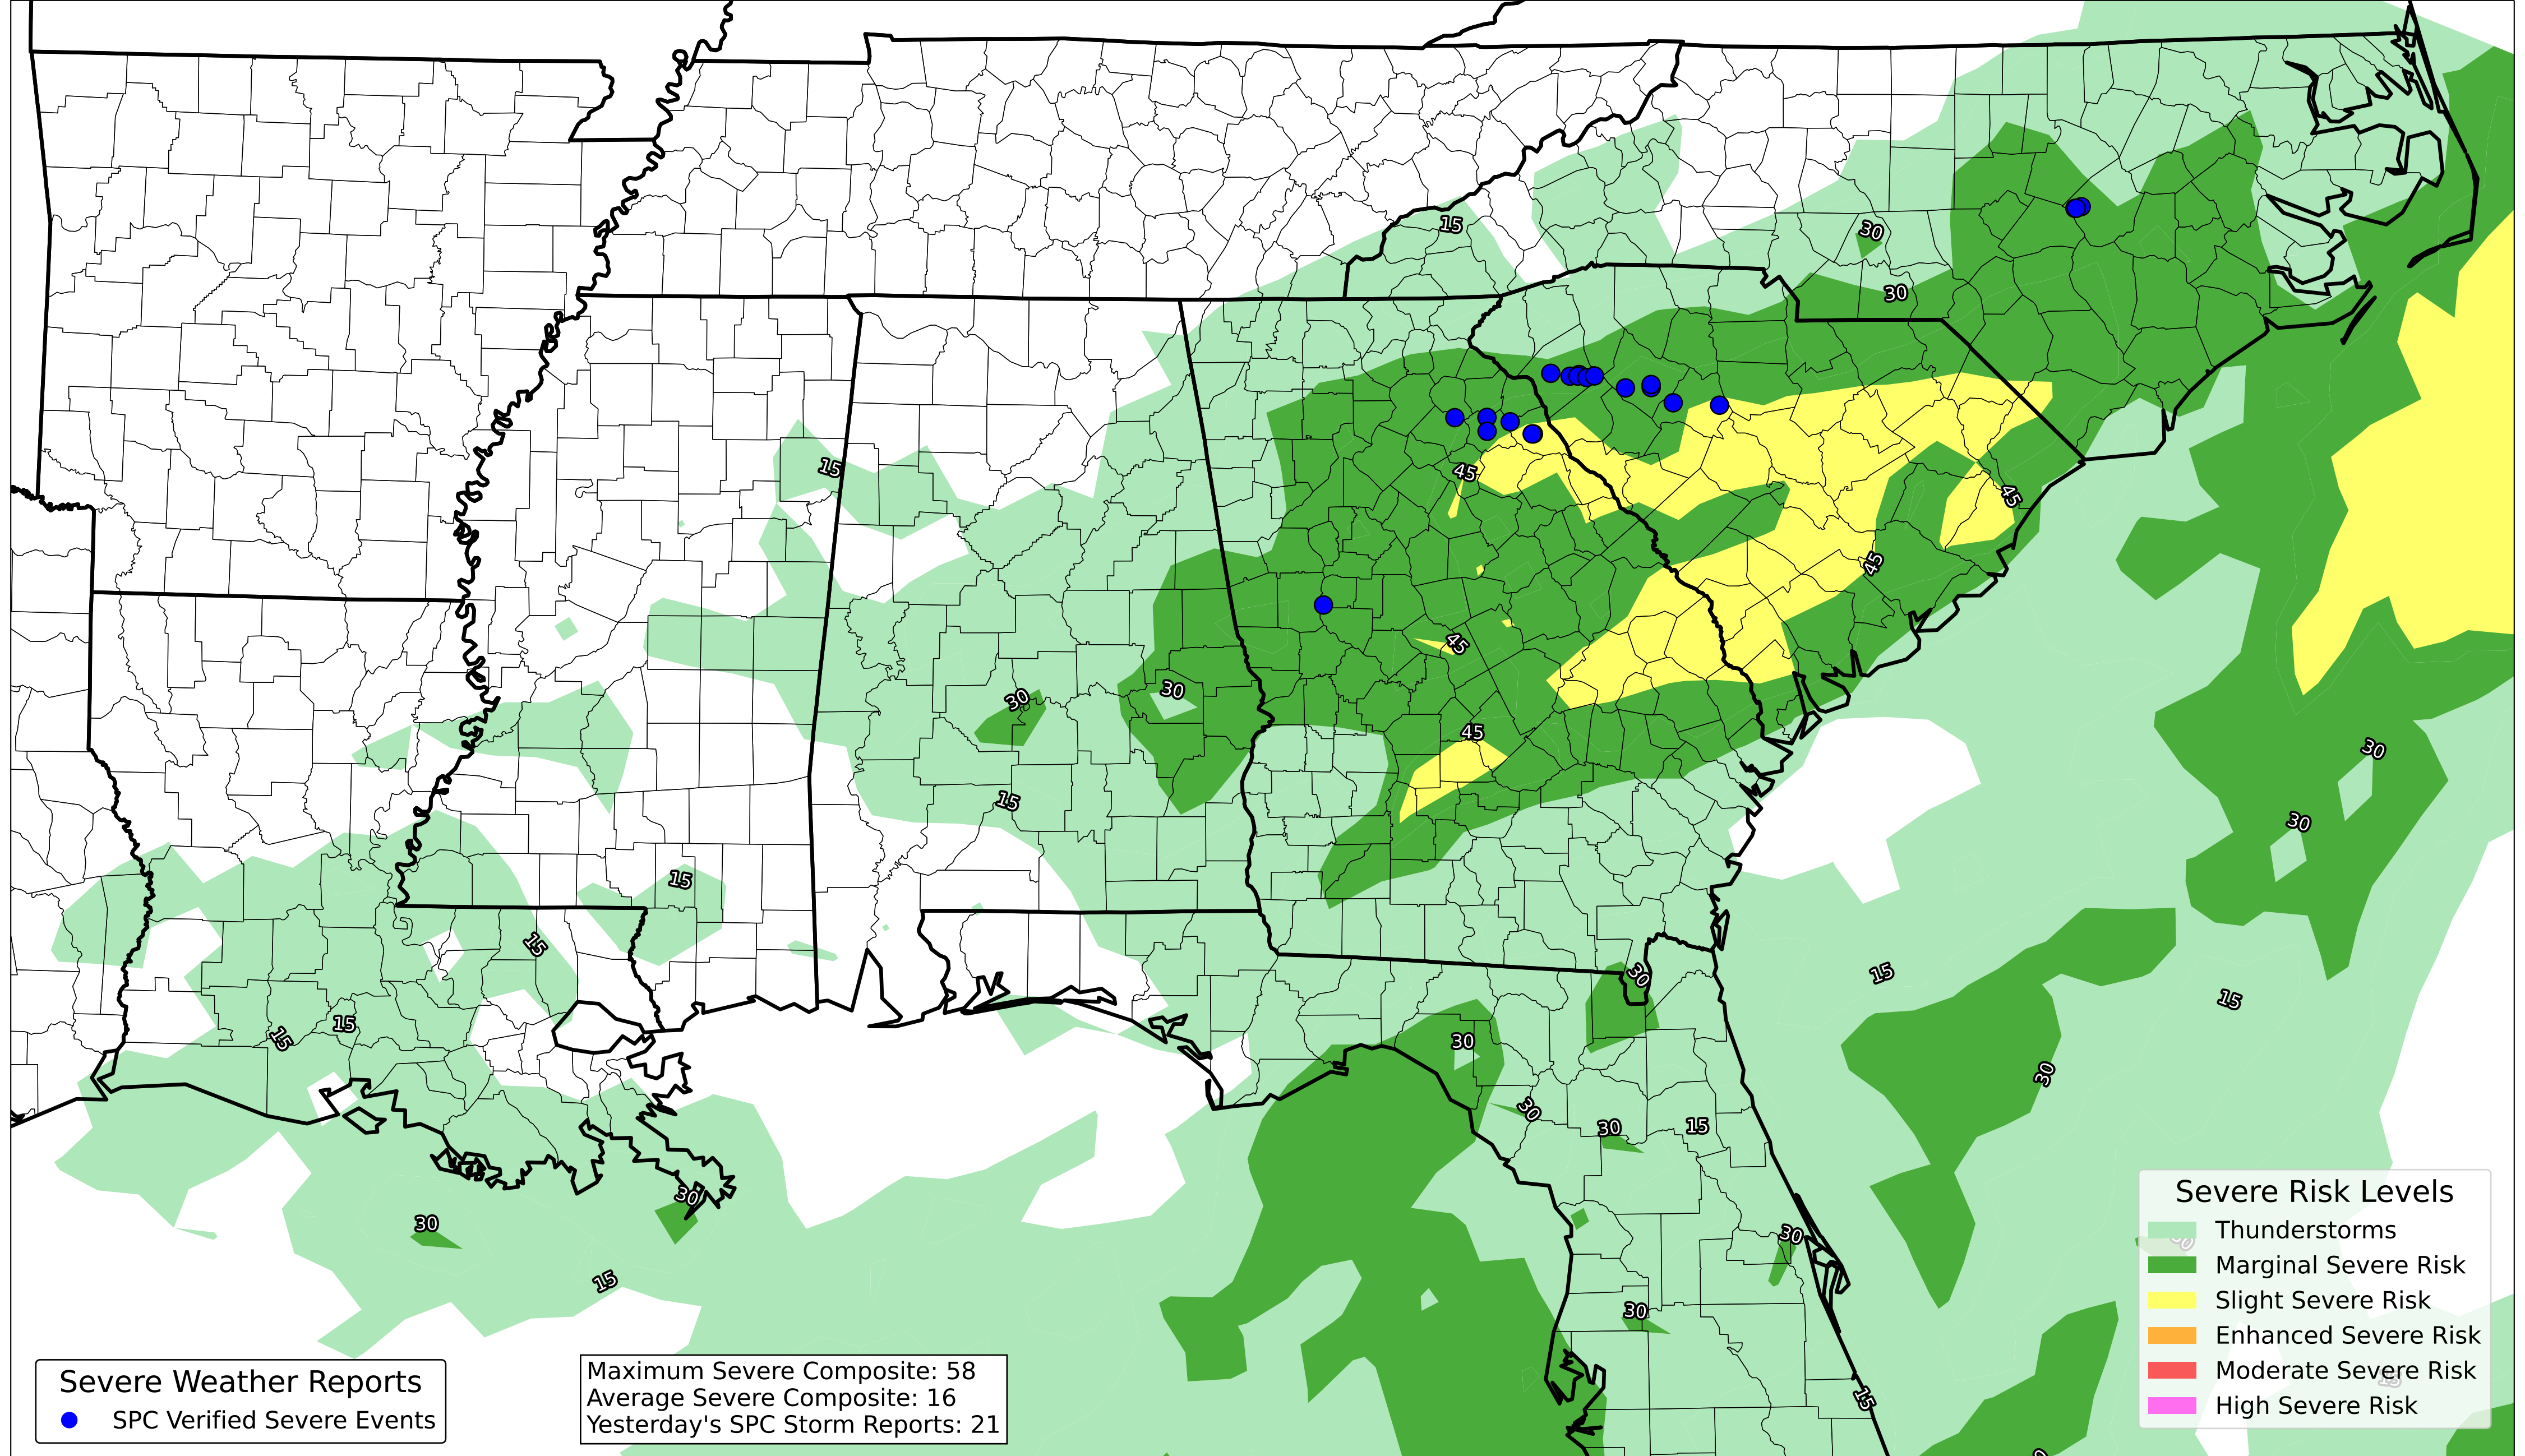 15
30
30
15
45
45
45
45
30
30
45
15
30
30
15
15
30
15
15
15
30
15
30
30
30
15
30
30
30
15
30
15
30
15
Severe Risk Levels
Thunderstorms
Marginal Severe Risk
Slight Severe Risk
Enhanced Severe Risk
Moderate Severe Risk
High Severe Risk
Severe Weather Reports
SPC Verified Severe Events
Maximum Severe Composite: 58
Average Severe Composite: 16
Yesterday's SPC Storm Reports: 21